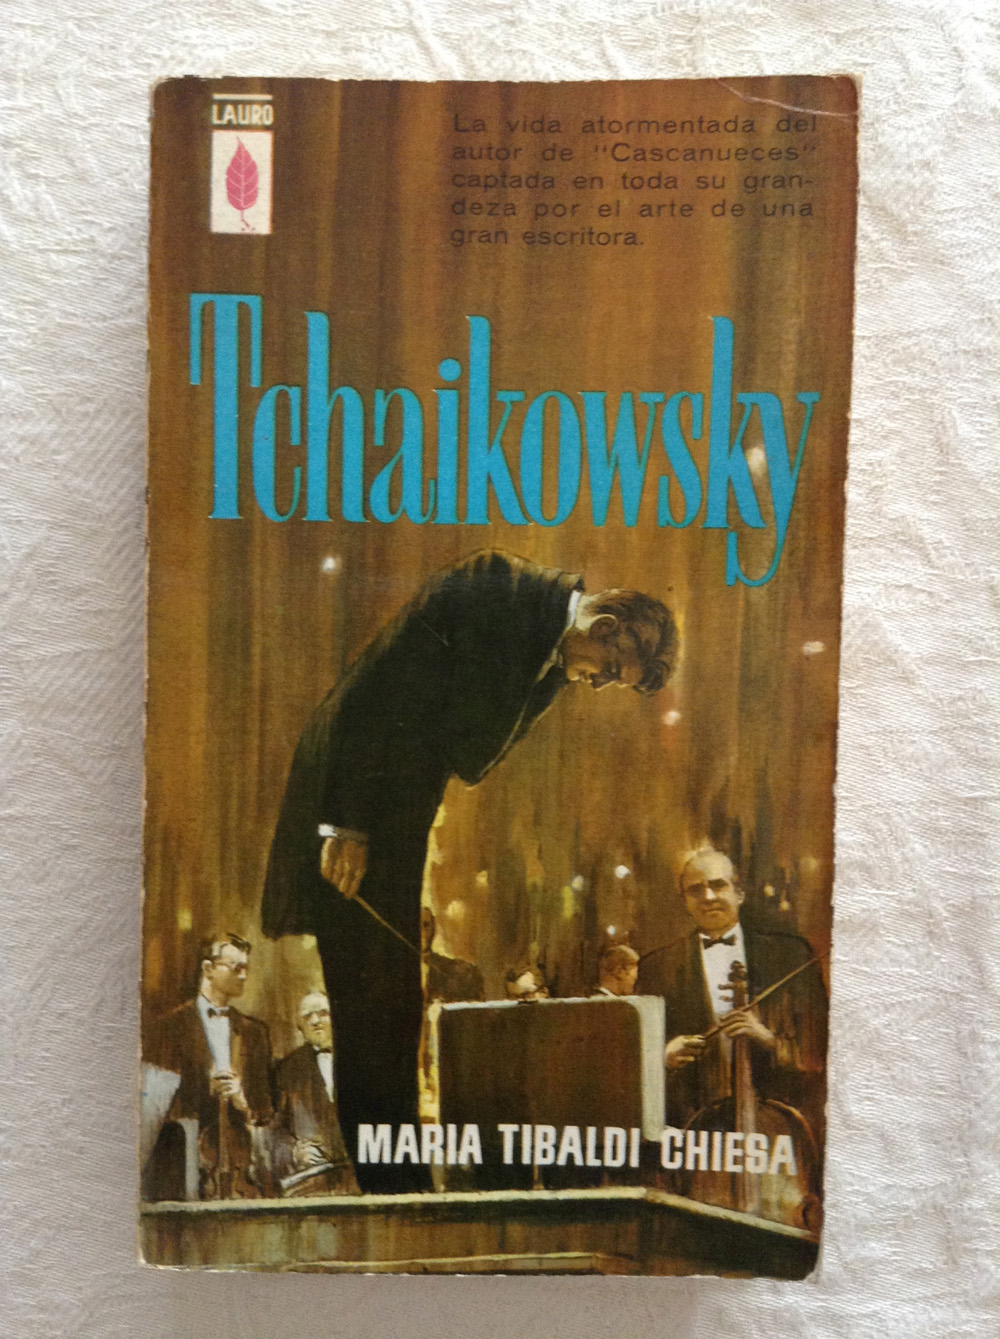 LAURO
La vida atormentada del
autor de "Cascanueces"
captada en toda su gran-
deza por el arte de una
gran escritora.
Tchaikowsky
MARIA TIBALDI CHIESA